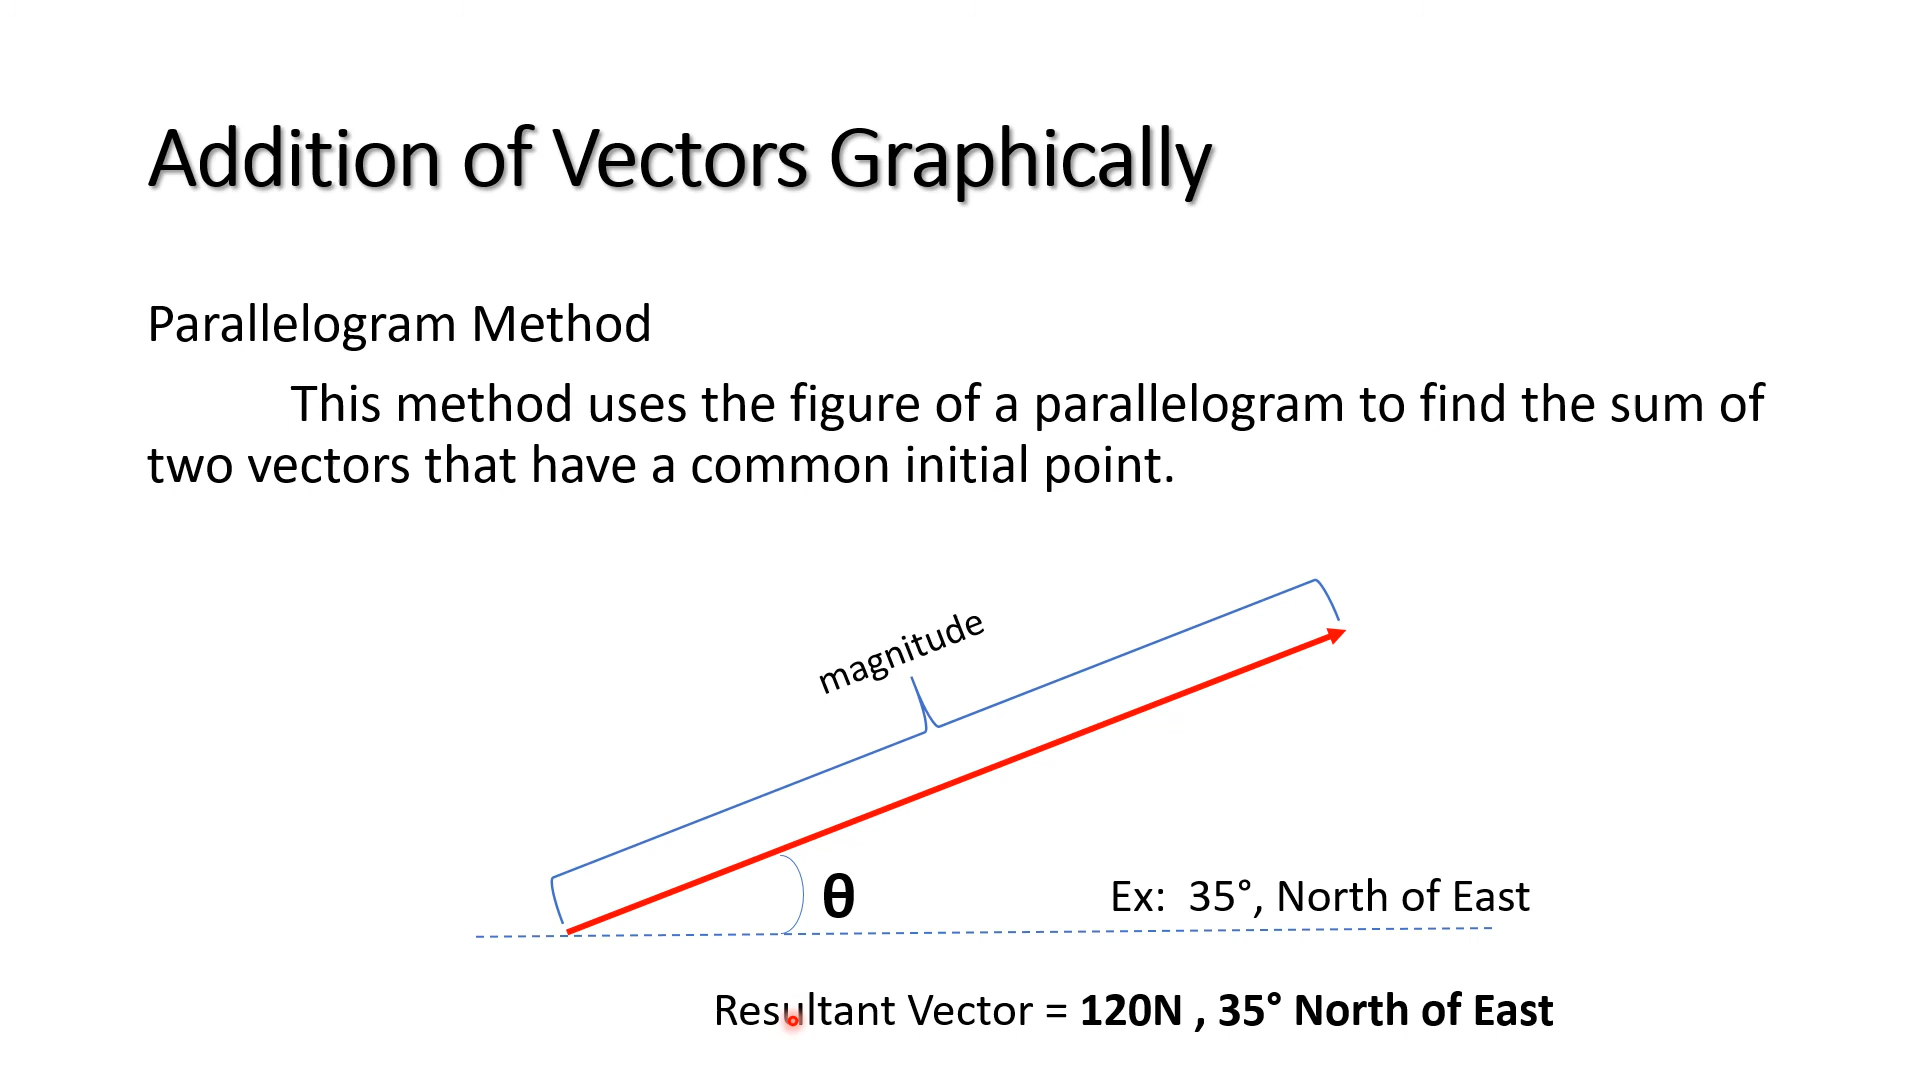 Addition of Vectors Graphically
Parallelogram Method
This method uses the figure of a parallelogram to find the sum of
two vectors that have a common initial point.
magnitude
θ
Ex: 35°, North of East
Resultant Vector = 120N , 35° North of East